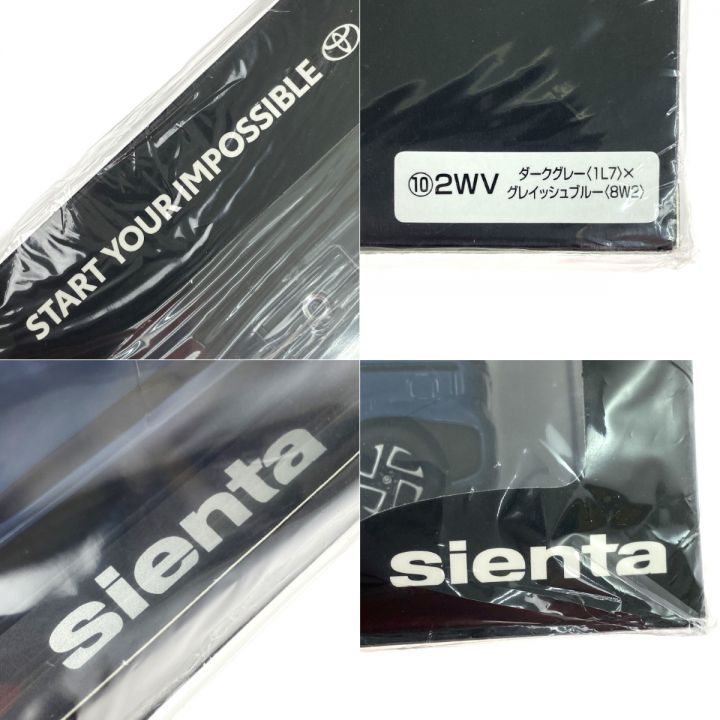 START YOUR IMPOSSIBLE
⑩2WV
ダークグレー〈1L7〉×
グレイッシュブルー〈8W2〉
sienta
sienta